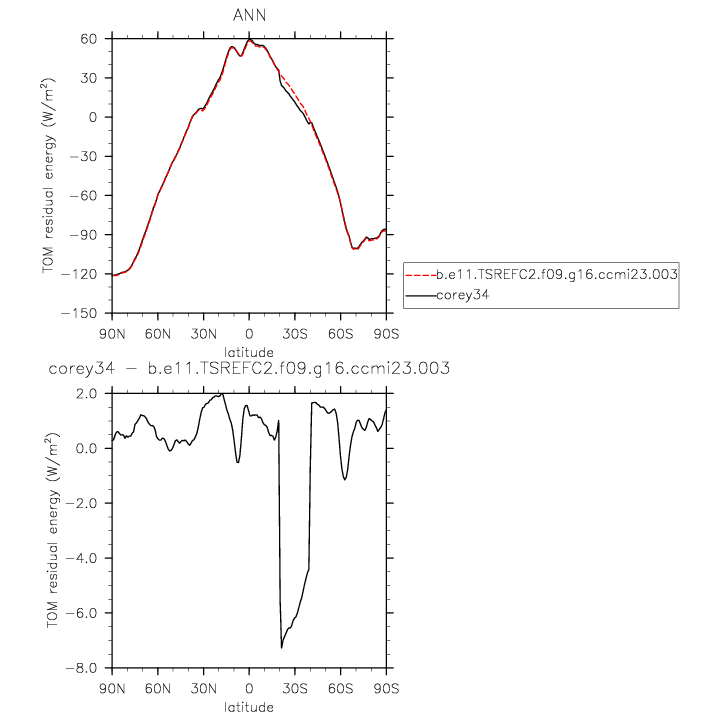 ANN
TOM residual energy (W/m²)
60
30
0
−30
−60
−90
−120
−150
90N 60N 30N 0 30S 60S 90S
latitude
b.e11.TSREFC2.f09.g16.ccmi23.003
corey34
corey34 − b.e11.TSREFC2.f09.g16.ccmi23.003
TOM residual energy (W/m²)
2.0
0.0
−2.0
−4.0
−6.0
−8.0
90N 60N 30N 0 30S 60S 90S
latitude